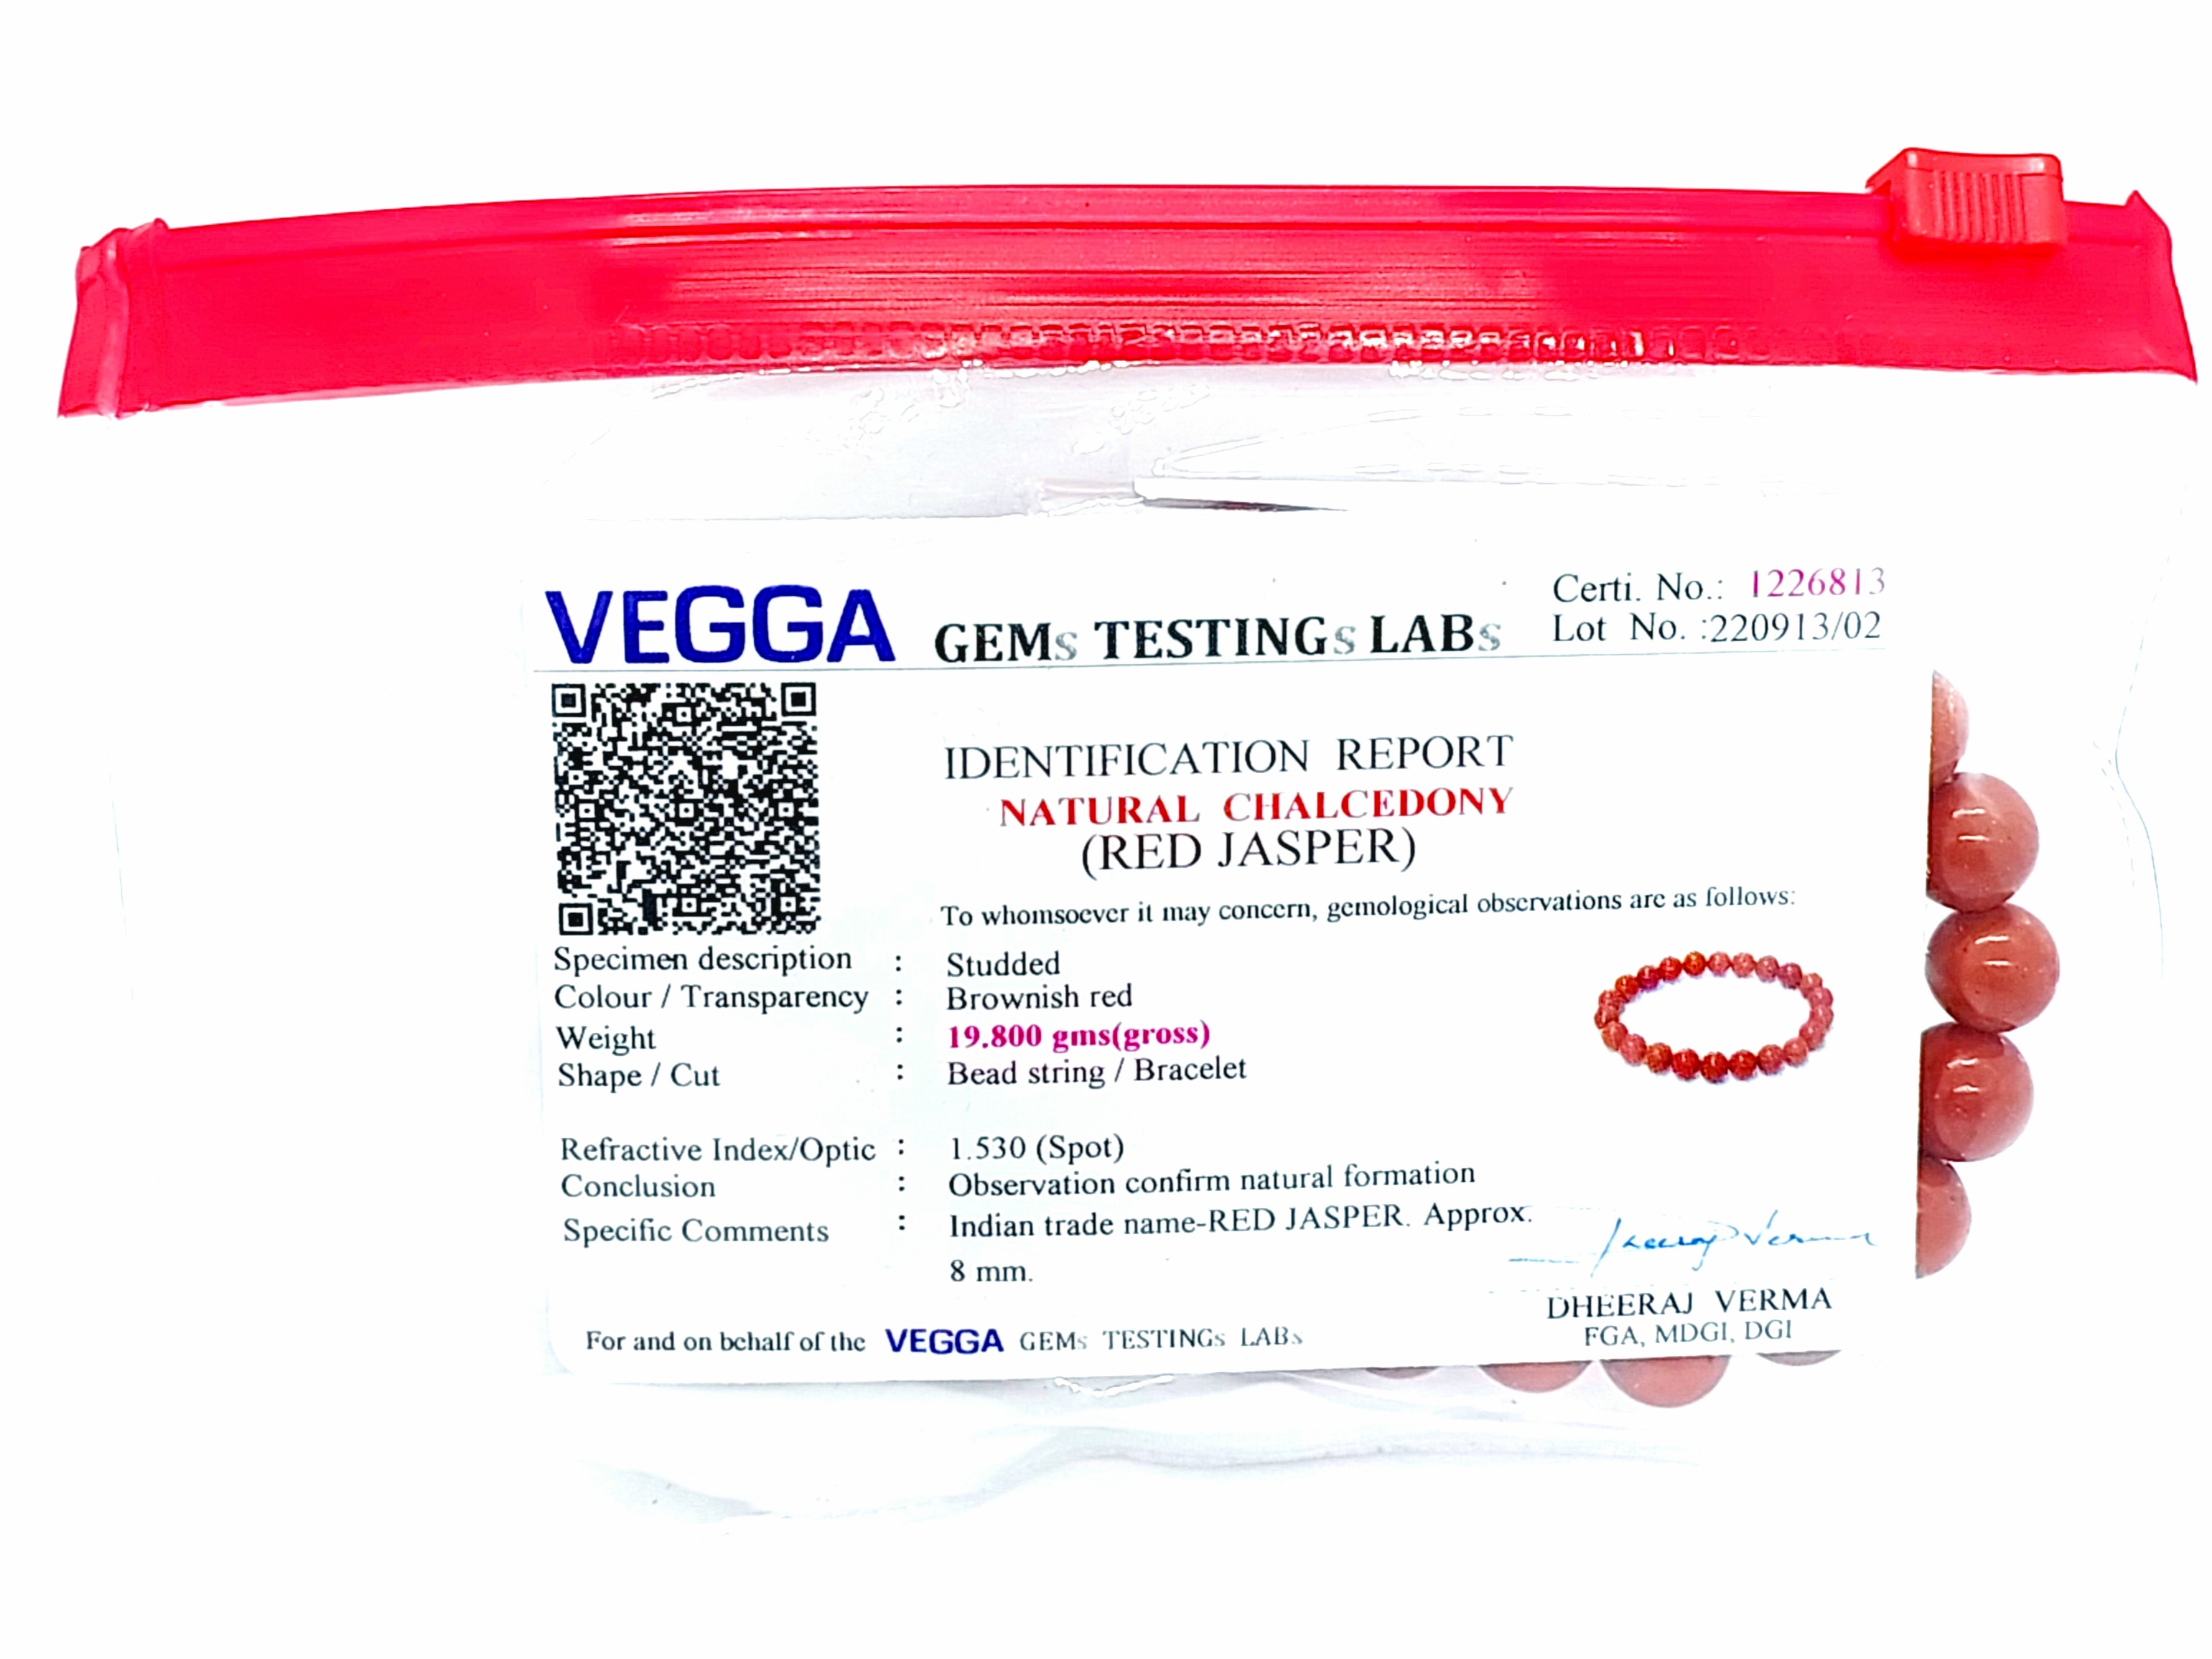 VEGGA GEMs TESTINGs LABs
Certi. No.: 1226813
Lot No. :220913/02
IDENTIFICATION REPORT
NATURAL CHALCEDONY
(RED JASPER)
To whomsoever it may concern, gemological observations are as follows:
Specimen description : Studded
Colour / Transparency : Brownish red
Weight : 19.800 gms(gross)
Shape / Cut : Bead string / Bracelet
Refractive Index/Optic : 1.530 (Spot)
Conclusion : Observation confirm natural formation
Specific Comments : Indian trade name-RED JASPER. Approx.
8 mm.
Dheeraj Verma
DHEERAJ VERMA
FGA, MDGI, DGI
For and on behalf of the VEGGA GEMs TESTINGs LABs